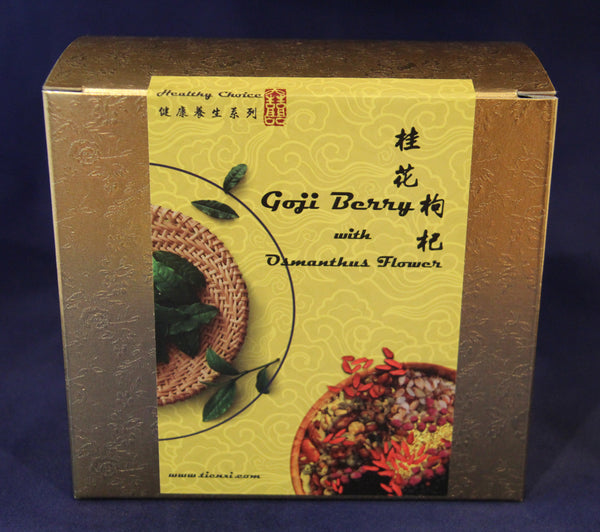 Healthy Choice
健康養生系列
桂花枸杞
Goji Berry
with
Osmanthus Flower
www.tienxi.com